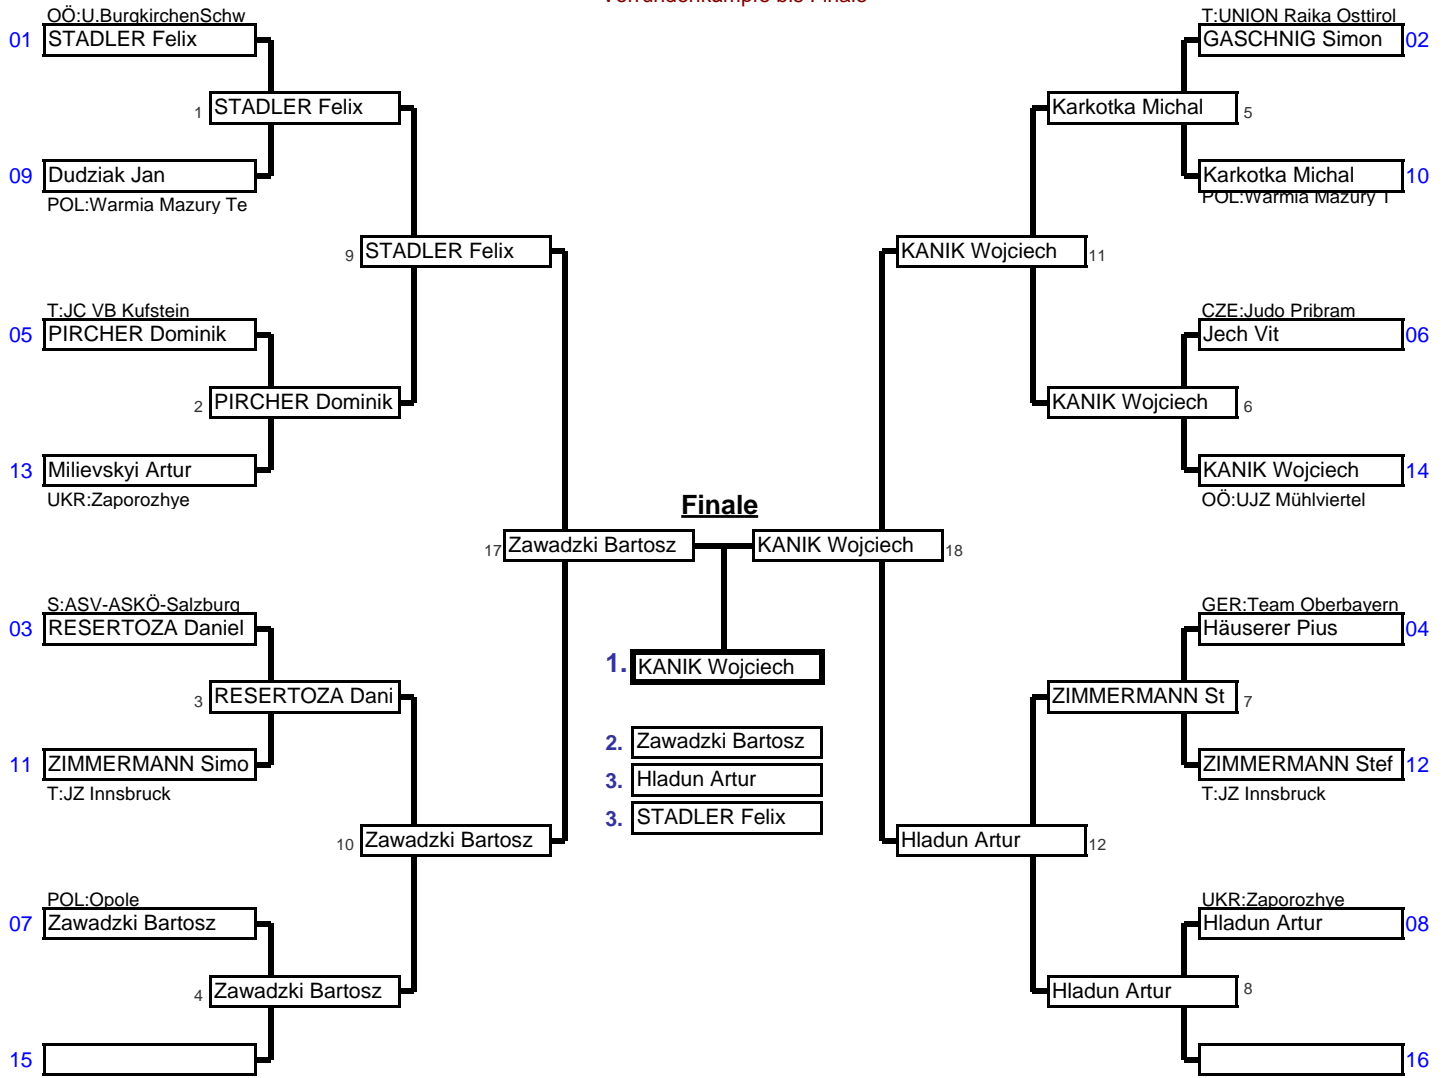 Vorrundenkämpfe bis Finale
OÖ:U.BurgkirchenSchw
01 STADLER Felix
1 STADLER Felix
09 Dudziak Jan
POL:Warmia Mazury Te
9 STADLER Felix
T:JC VB Kufstein
05 PIRCHER Dominik
2 PIRCHER Dominik
13 Milievskyi Artur
UKR:Zaporozhye
17 Zawadzki Bartosz
S:ASV-ASKÖ-Salzburg
03 RESERTOZA Daniel
3 RESERTOZA Dani
11 ZIMMERMANN Simo
T:JZ Innsbruck
10 Zawadzki Bartosz
POL:Opole
07 Zawadzki Bartosz
4 Zawadzki Bartosz
15
Finale
1. KANIK Wojciech
2. Zawadzki Bartosz
3. Hladun Artur
3. STADLER Felix
T:UNION Raika Osttirol
GASCHNIG Simon 02
Karkotka Michal 5
Karkotka Michal 10
POL:Warmia Mazury T
KANIK Wojciech 11
CZE:Judo Pribram
Jech Vit 06
KANIK Wojciech 6
KANIK Wojciech 14
OÖ:UJZ Mühlviertel
KANIK Wojciech 18
GER:Team Oberbayern
Häuserer Pius 04
ZIMMERMANN St 7
ZIMMERMANN Stef 12
T:JZ Innsbruck
Hladun Artur 12
UKR:Zaporozhye
Hladun Artur 08
Hladun Artur 8
16